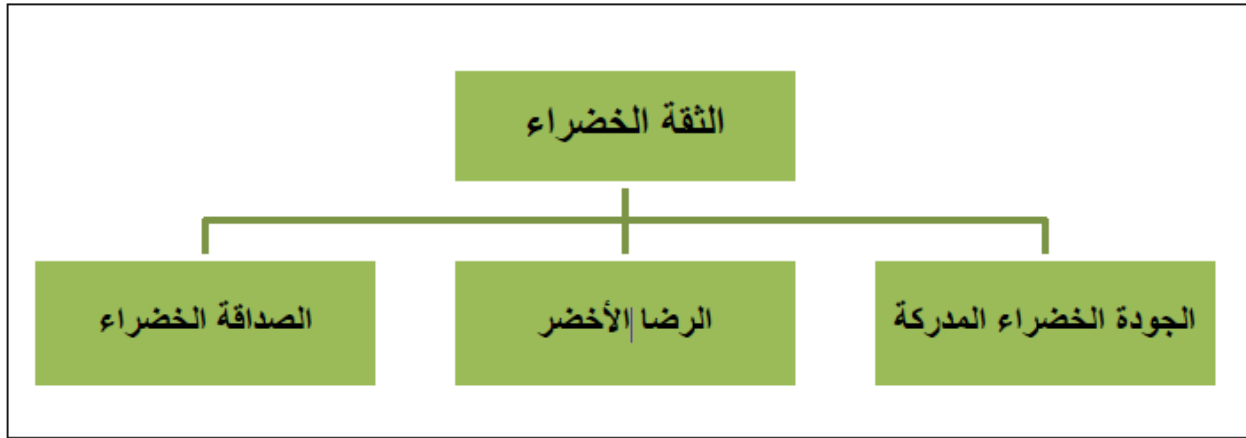 الثقة الخضراء
الجودة الخضراء المدركة
الرضا الأخضر
الصداقة الخضراء